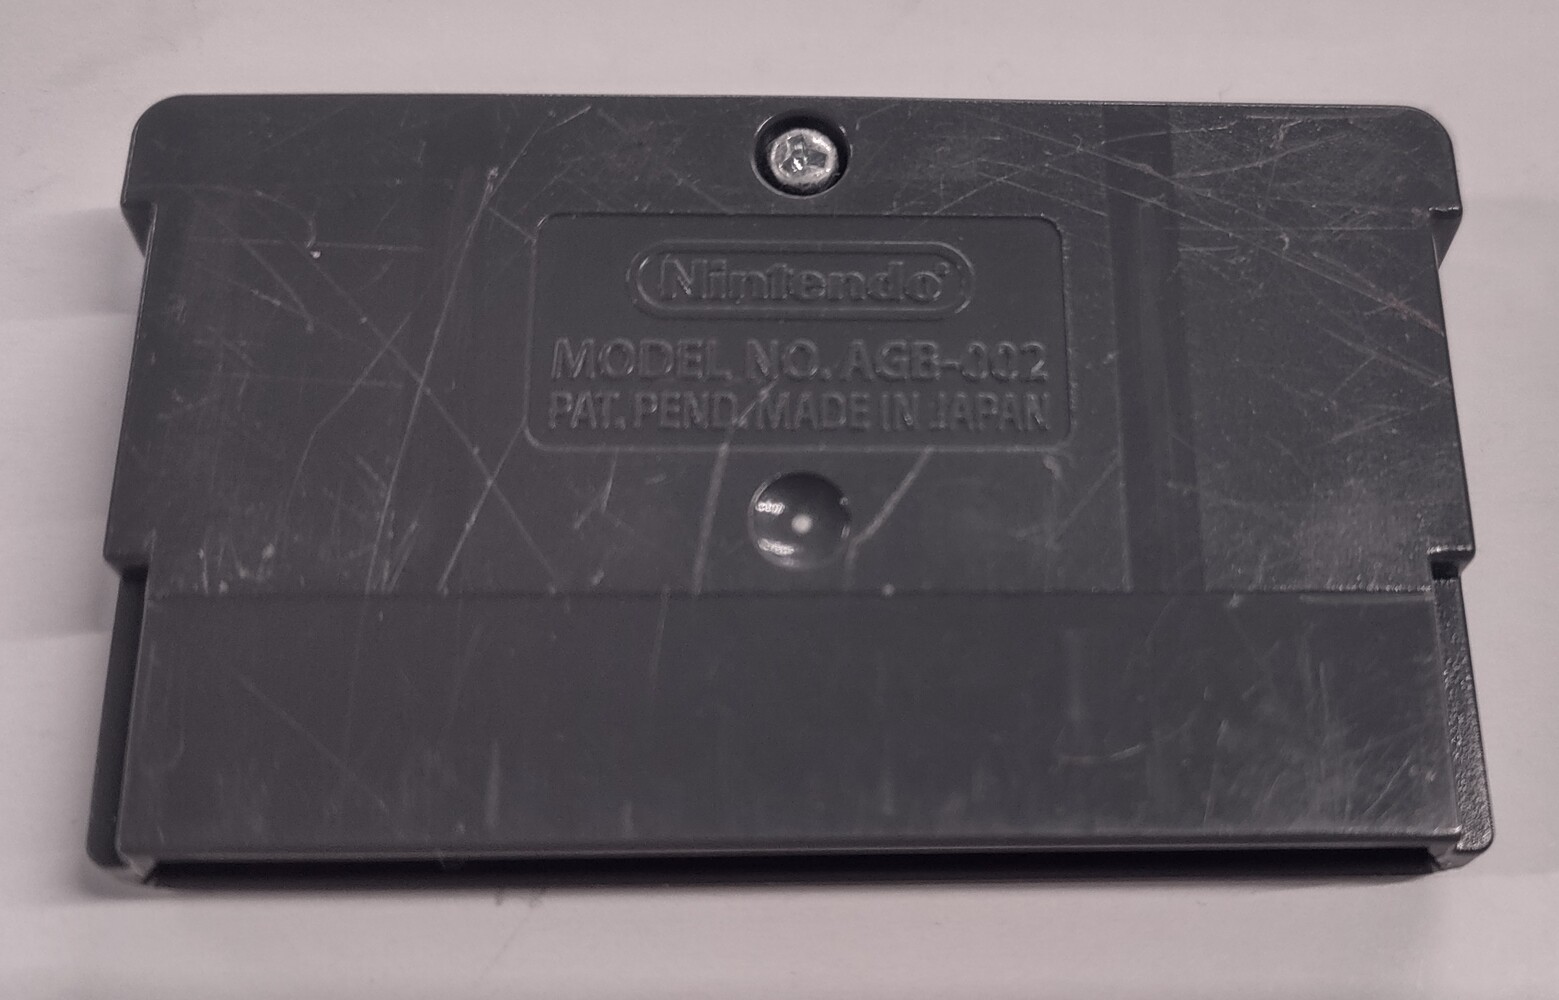 Nintendo®
MODEL NO. AGB-002
PAT. PEND. MADE IN JAPAN